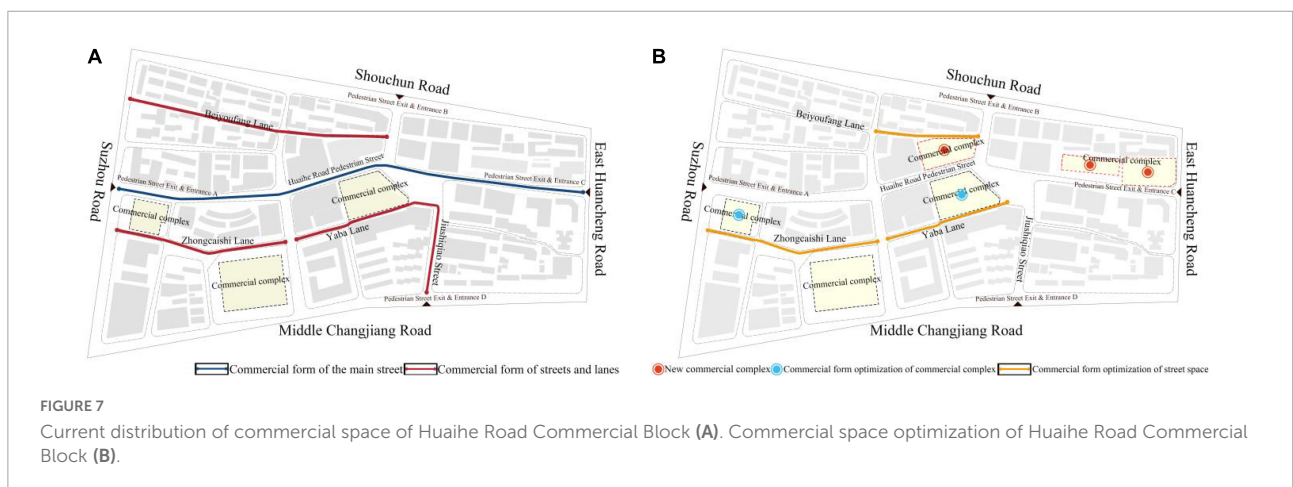 A
Shouchun Road
Pedestrian Street Exit & Entrance B
Beiyoufang Lane
Suzhou Road
Huaihe Road Pedestrian Street
East Huancheng Road
Pedestrian Street Exit & Entrance A
Pedestrian Street Exit & Entrance C
Commercial complex
Commercial complex
Zhongcaishi Lane
Yaba Lane
Jiushiqiao Street
Commercial complex
Pedestrian Street Exit & Entrance D
Middle Changjiang Road
Commercial form of the main street
Commercial form of streets and lanes
B
Shouchun Road
Pedestrian Street Exit & Entrance B
Beiyoufang Lane
Commercial complex
Commercial complex
Suzhou Road
Huaihe Road Pedestrian Street
East Huancheng Road
Pedestrian Street Exit & Entrance A
Pedestrian Street Exit & Entrance C
Commercial complex
Commercial complex
Zhongcaishi Lane
Yaba Lane
Jiushiqiao Street
Commercial complex
Pedestrian Street Exit & Entrance D
Middle Changjiang Road
New commercial complex
Commercial form optimization of commercial complex
Commercial form optimization of street space
FIGURE 7
Current distribution of commercial space of Huaihe Road Commercial Block (A). Commercial space optimization of Huaihe Road Commercial
Block (B).